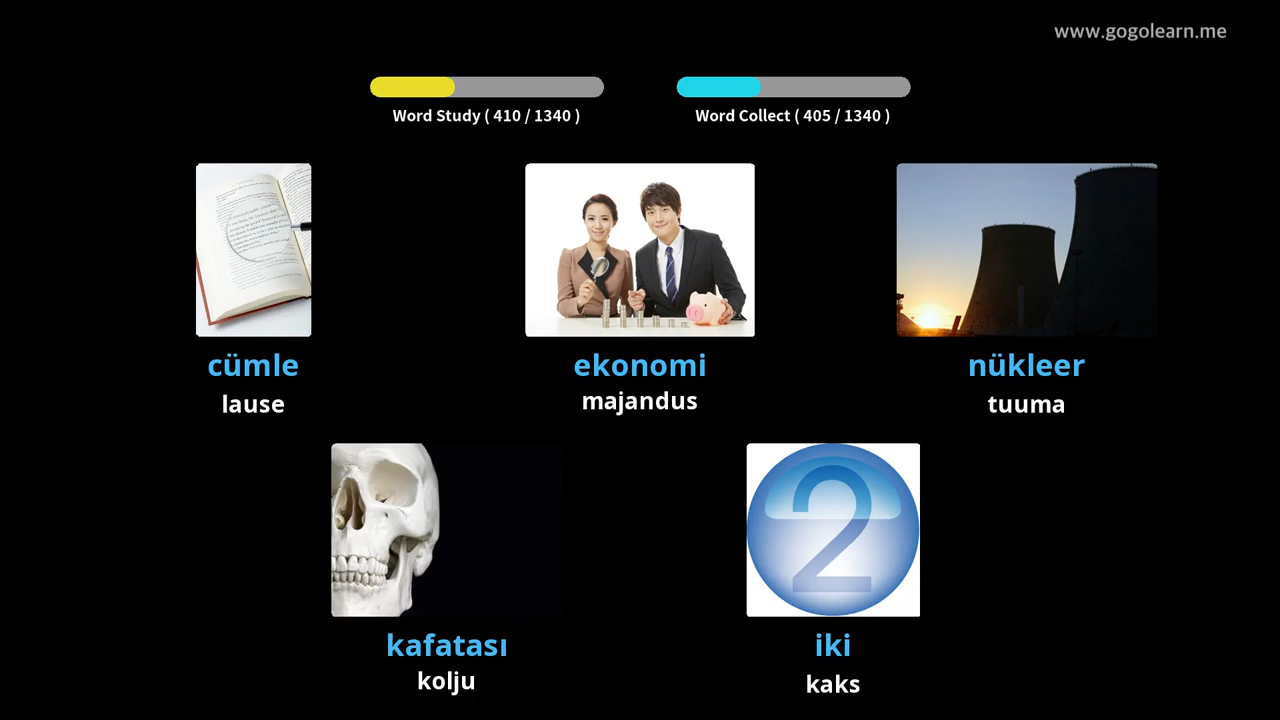 www.gogolearn.me
Word Study ( 410 / 1340 )
Word Collect ( 405 / 1340 )
cümle
lause
ekonomi
majandus
nükleer
tuuma
2
kafatası
kolju
iki
kaks